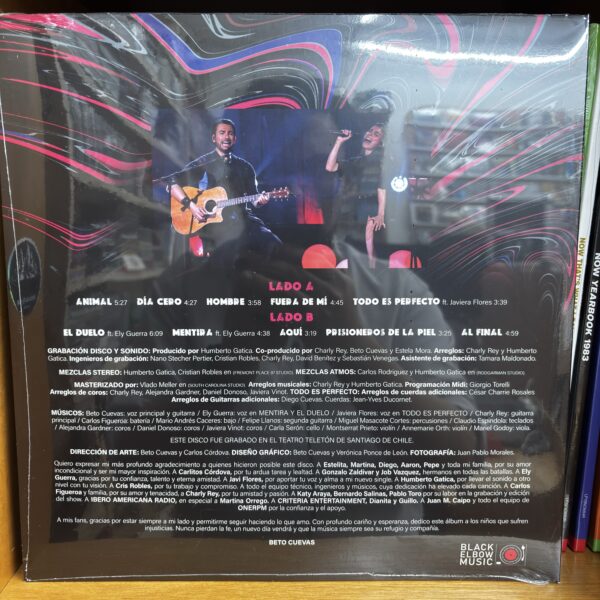 LADO A
ANIMAL 5:27 DÍA CERO 4:27 HOMBRE 3:58 FUERA DE MÍ 4:45 TODO ES PERFECTO ft. Javiera Flores 3:39
LADO B
EL DUELO ft. Ely Guerra 6:09 MENTIRA ft. Ely Guerra 4:38 AQUÍ 3:19 PRISIONEROS DE LA PIEL 3:25 AL FINAL 4:59
GRABACIÓN DISCO Y SONIDO: Producido por Humberto Gatica. Co-producido por Charly Rey, Beto Cuevas y Estela Mora. Arreglos: Charly Rey y Humberto
Gatica. Ingenieros de grabación: Nano Stecher Pertier, Cristian Robles, Charly Rey, David Benítez y Sebastián Venegas. Asistente de grabación: Tamara Maldonado.
MEZCLAS STEREO: Humberto Gatica, Cristian Robles en (FREMONT PLACE-87 STUDIO). MEZCLAS ATMOS: Carlos Rodríguez y Humberto Gatica en (RODGARMAN STUDIO).
MASTERIZADO por: Vlado Meller en (SOUTH CAROLINA STUDIO). Arreglos musicales: Charly Rey y Humberto Gatica. Programación Midi: Giorgio Torelli
Arreglos de coros: Charly Rey, Alejandra Gardner, Daniel Donoso, Javiera Vinot. TODO ES PERFECTO: Arreglos de cuerdas adicionales: César Charrie Rosales
Arreglos de Guitarras adicionales: Diego Cuevas. Cuerdas: Jean-Yves Ducornet.
MÚSICOS: Beto Cuevas: voz principal y guitarra / Ely Guerra: voz en MENTIRA Y EL DUELO / Javiera Flores: voz en TODO ES PERFECTO / Charly Rey: guitarra
principal / Carlos Figueroa: batería / Mario Andrés Caceres: bajo / Felipe Llanos: segunda guitarra / Miguel Masacote Cortes: percusiones / Claudio Espíndola: teclados
/ Alejandra Gardner: coros / Daniel Donoso: coros / Javiera Vinot: coros / Carla Serón: cello / Montserrat Prieto: violín / Annemarie Orth: violín / Mariel Godoy: viola.
ESTE DISCO FUE GRABADO EN EL TEATRO TELETÓN DE SANTIAGO DE CHILE.
DIRECCIÓN DE ARTE: Beto Cuevas y Carlos Córdova. DISEÑO GRÁFICO: Beto Cuevas y Verónica Ponce de León. FOTOGRAFÍA: Juan Pablo Morales.
Quiero expresar mi más profundo agradecimiento a quienes hicieron posible este disco. A Estelita, Martina, Diego, Aaron, Pepe y toda mi familia, por su amor
incondicional y ser mi mayor inspiración. A Carlitos Córdova, por tu ardua tarea y lealtad. A Gonzalo Zaldívar y Job Vázquez, hermanos en todas las batallas. A Ely
Guerra, gracias por tu confianza, talento y eterna amistad. A Javi Flores, por aportar tu voz y alma a mi nuevo single. A Humberto Gatica, por llevar el sonido a otro
nivel con tu visión. A Cris Robles, por tu trabajo y compromiso. A todo el equipo técnico, ingenieros y músicos, cuya dedicación ha elevado cada canción. A Carlos
Figueroa y familia, por su amor y tenacidad, a Charly Rey, por tu amistad y pasión. A Katy Araya, Bernardo Salinas, Pablo Toro por su labor en la grabación y edición
del show. A IBERO AMERICANA RADIO, en especial a Martina Orrego. A CRITERIA ENTERTAINMENT, Dianita y Guillo. A Juan M. Caipo y todo el equipo de
ONERPM por la confianza y el apoyo.
A mis fans, gracias por estar siempre a mi lado y permitirme seguir haciendo lo que amo. Con profundo cariño y esperanza, dedico este álbum a los niños que sufren
injusticias. Nunca pierdan la fe, un nuevo día vendrá y que la música siempre sea su refugio y compañía.
BETO CUEVAS
BLACK
ELBOW
MUSIC
NOW YEARBOOK 1983